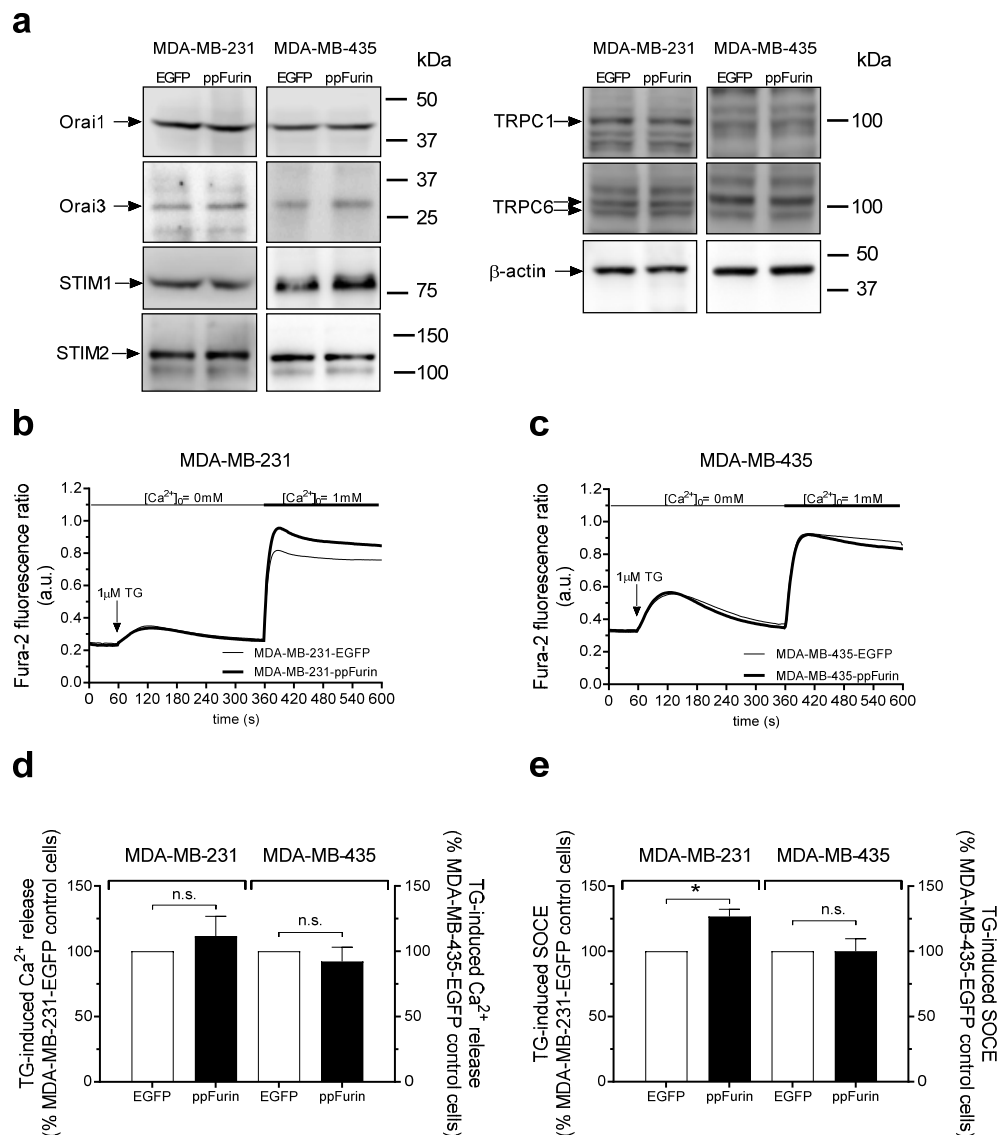 a
MDA-MB-231 MDA-MB-435
kDa
EGFP ppFurin EGFP ppFurin
Orai1
50
37
Orai3
37
25
STIM1
75
STIM2
150
100
MDA-MB-231 MDA-MB-435
kDa
EGFP ppFurin EGFP ppFurin
TRPC1
100
TRPC6
100
β-actin
50
37
b
MDA-MB-231
Fura-2 fluorescence ratio
(a.u.)
1.2
1.0
0.8
0.6
0.4
0.2
0.0
[Ca²⁺]₀= 0mM [Ca²⁺]₀= 1mM
1μM TG
MDA-MB-231-EGFP
MDA-MB-231-ppFurin
0 60 120 180 240 300 360 420 480 540 600
time (s)
c
MDA-MB-435
Fura-2 fluorescence ratio
(a.u.)
1.2
1.0
0.8
0.6
0.4
0.2
0.0
[Ca²⁺]₀= 0mM [Ca²⁺]₀= 1mM
1μM TG
MDA-MB-435-EGFP
MDA-MB-435-ppFurin
0 60 120 180 240 300 360 420 480 540 600
time (s)
d
TG-induced Ca²⁺ release
(% MDA-MB-231-EGFP control cells)
MDA-MB-231 MDA-MB-435
150
100
50
0
n.s.
n.s.
150
100
50
0
EGFP ppFurin EGFP ppFurin
TG-induced Ca²⁺ release
(% MDA-MB-435-EGFP control cells)
e
TG-induced SOCE
(% MDA-MB-231-EGFP control cells)
MDA-MB-231 MDA-MB-435
150
100
50
0
*
n.s.
150
100
50
0
EGFP ppFurin EGFP ppFurin
TG-induced SOCE
(% MDA-MB-435-EGFP control cells)